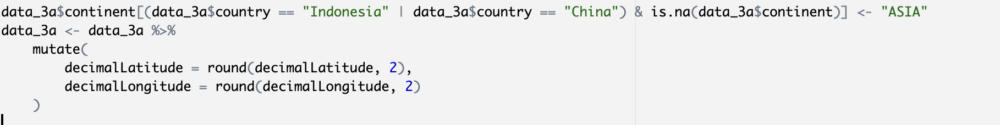 data_3a$continent[(data_3a$country == "Indonesia" | data_3a$country == "China") & is.na(data_3a$continent)] <- "ASIA"
data_3a <- data_3a %>%
    mutate(
        decimalLatitude = round(decimalLatitude, 2),
        decimalLongitude = round(decimalLongitude, 2)
    )